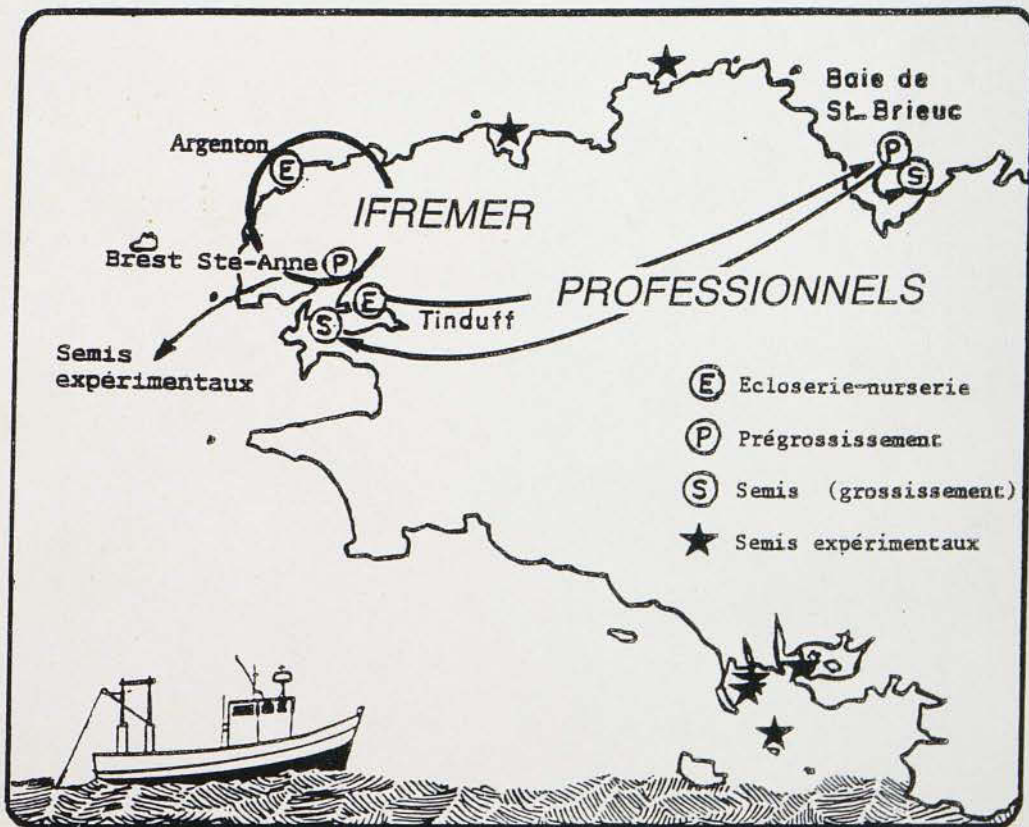 Baie de
St-Brieuc
P
S
Argenton
E
IFREMER
Brest Ste-Anne
P
PROFESSIONNELS
E
Tinduff
S
Semis
expérimentaux
E Ecloserie-nurserie
P Prégrossissement
S Semis (grossissement)
Semis expérimentaux